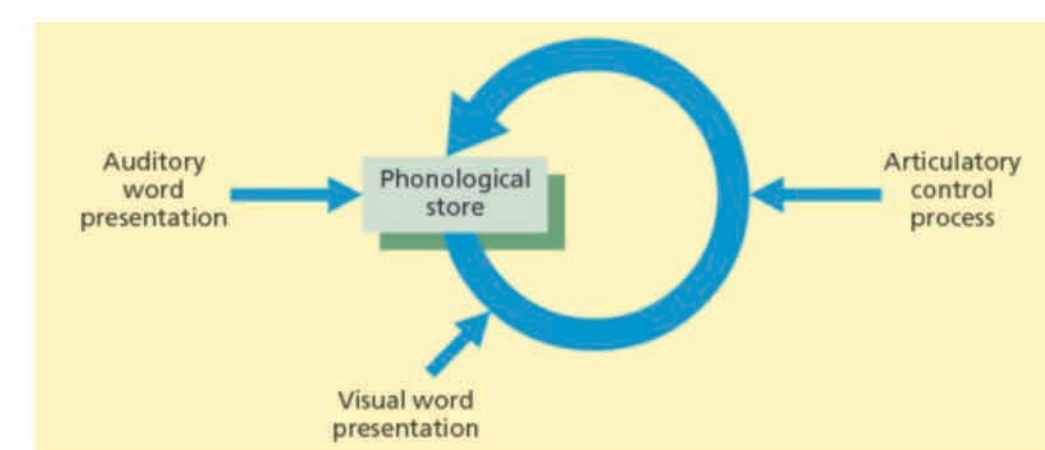 Auditory
word
presentation
Phonological
store
Articulatory
control
process
Visual word
presentation